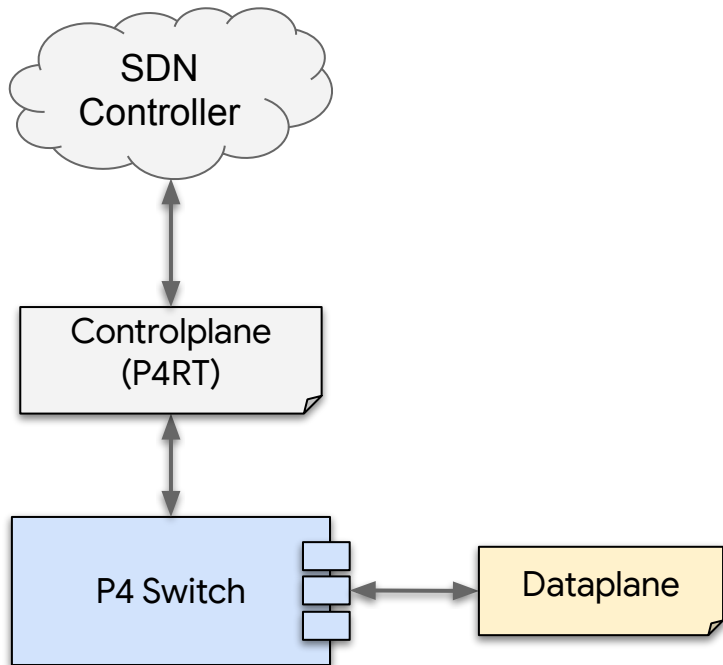 SDN
Controller
Controlplane
(P4RT)
P4 Switch
Dataplane